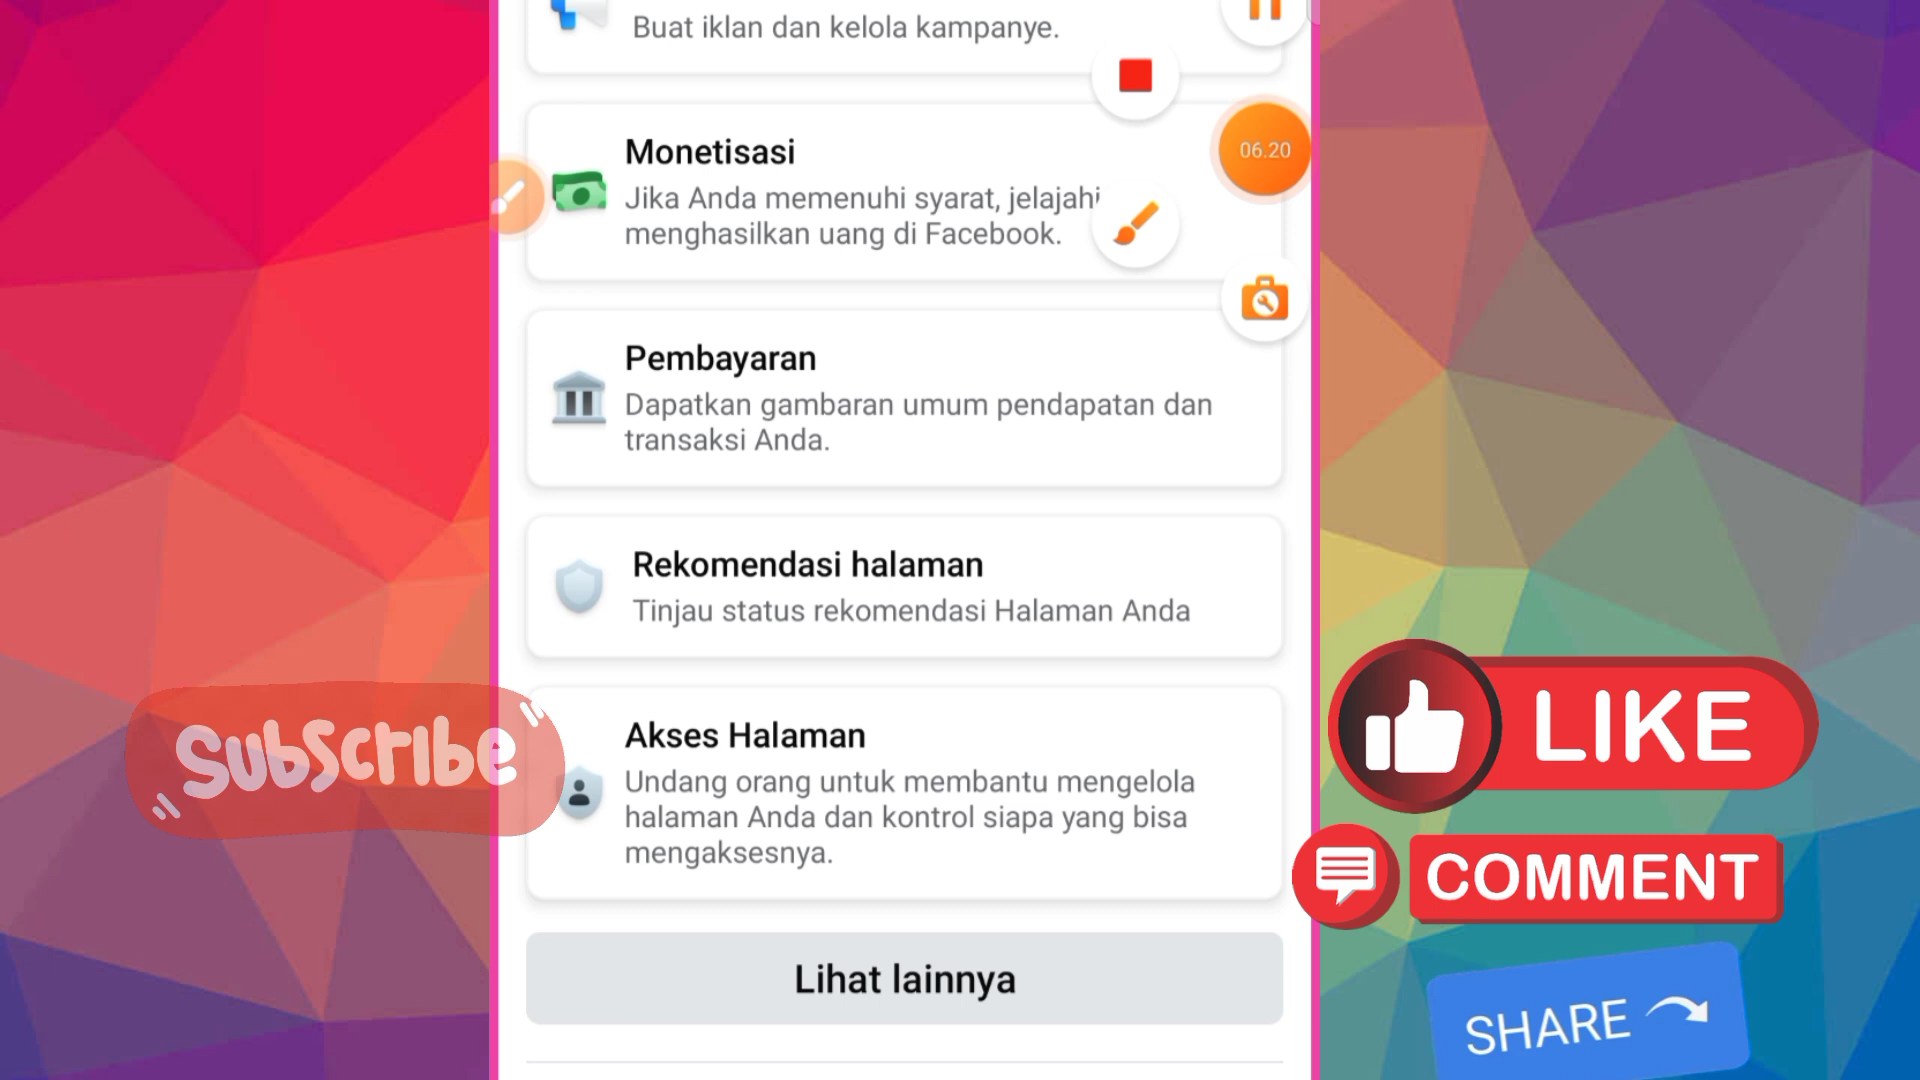 Buat iklan dan kelola kampanye.
Monetisasi
06.20
Jika Anda memenuhi syarat, jelajahi
menghasilkan uang di Facebook.
Pembayaran
Dapatkan gambaran umum pendapatan dan
transaksi Anda.
Rekomendasi halaman
Tinjau status rekomendasi Halaman Anda
Akses Halaman
Undang orang untuk membantu mengelola
halaman Anda dan kontrol siapa yang bisa
mengaksesnya.
Lihat lainnya
Subscribe
LIKE
COMMENT
SHARE